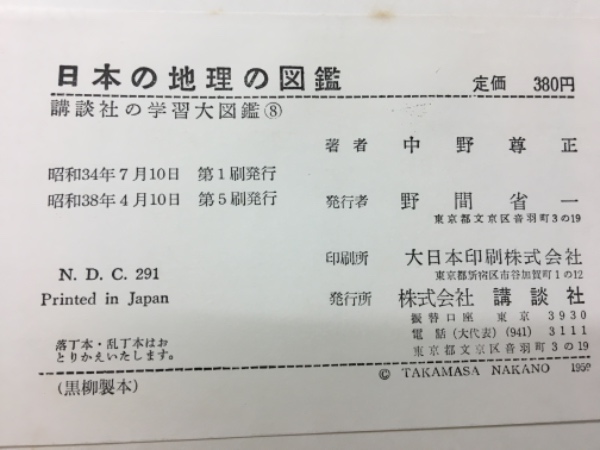 日本の地理の図鑑 定価 380円
講談社の学習大図鑑⑧
著者 中野尊正
昭和34年7月10日 第1刷発行
昭和38年4月10日 第5刷発行
発行者 野間省一
東京都文京区音羽町3の19
印刷所 大日本印刷株式会社
東京都新宿区市谷加賀町1の12
N. D. C. 291
Printed in Japan
発行所 株式会社 講談社
振替口座 東京 3930
電話(大代表)(941) 3111
東京都文京区音羽町3の19
落丁本・乱丁本はお
とりかえいたします。
(黒柳製本)
© TAKAMASA NAKANO 1959